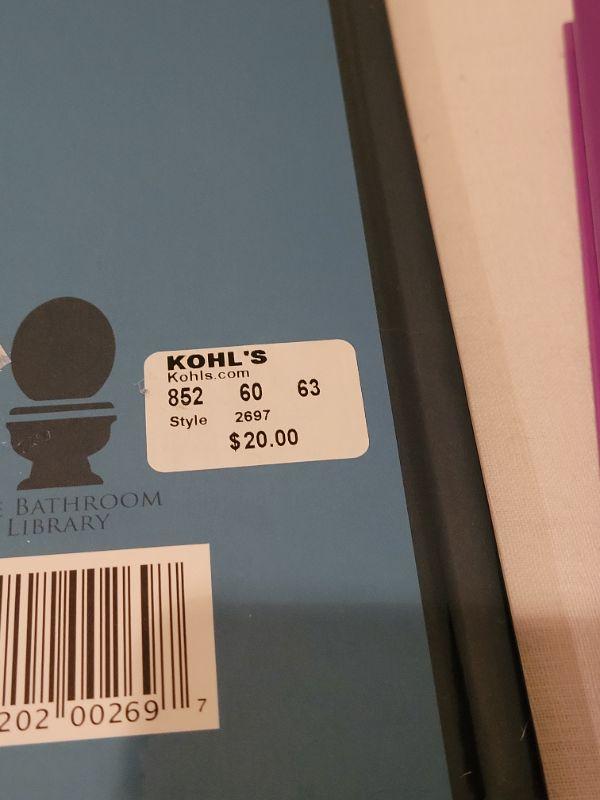 KOHL'S
Kohls.com
852 60 63
Style 2697
$20.00
BATHROOM
LIBRARY
202 00269 7